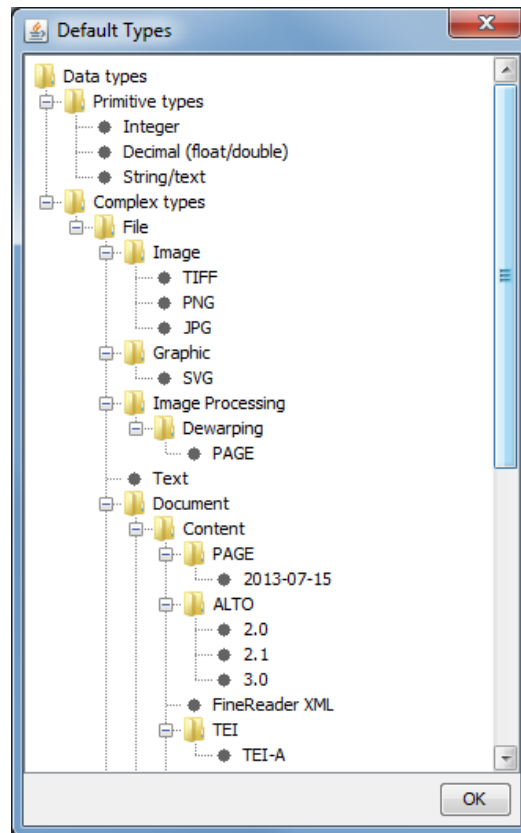 Default Types
Data types
Primitive types
Integer
Decimal (float/double)
String/text
Complex types
File
Image
TIFF
PNG
JPG
Graphic
SVG
Image Processing
Dewarping
PAGE
Text
Document
Content
PAGE
2013-07-15
ALTO
2.0
2.1
3.0
FineReader XML
TEI
TEI-A
OK